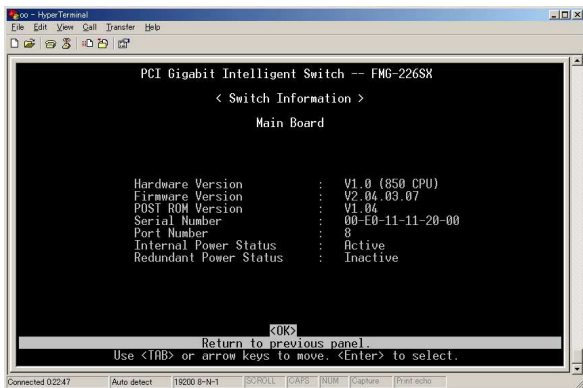 oo - HyperTerminal
File Edit View Call Transfer Help
PCI Gigabit Intelligent Switch -- FMG-226SX
< Switch Information >
Main Board
Hardware Version : V1.0 (850 CPU)
Firmware Version : V2.04.03.07
POST ROM Version : V1.04
Serial Number : 00-E0-11-11-20-00
Port Number : 8
Internal Power Status : Active
Redundant Power Status : Inactive
<OK>
Return to previous panel.
Use <TAB> or arrow keys to move. <Enter> to select.
Connected 0:22:47 Auto detect 19200 8-N-1 SCROLL CAPS NUM Capture Print echo